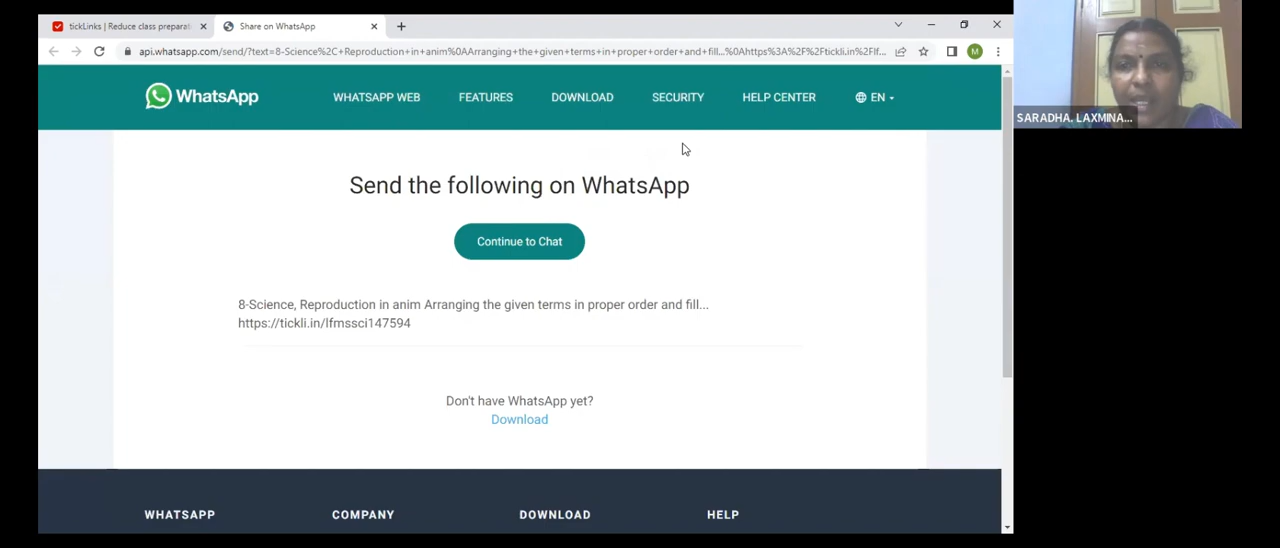 tickLinks | Reduce class preparati
Share on WhatsApp
api.whatsapp.com/send/?text=8-Science%2C+Reproduction+in+anim%0AArranging+the+given+terms+in+proper+order+and+fill...%0Ahttps%3A%2F%2Ftickli.in%2Flf...
M
WhatsApp
WHATSAPP WEB
FEATURES
DOWNLOAD
SECURITY
HELP CENTER
EN
SARADHA. LAXMINA...
Send the following on WhatsApp
Continue to Chat
8-Science, Reproduction in anim Arranging the given terms in proper order and fill...
https://tickli.in/lfmssci147594
Don't have WhatsApp yet?
Download
WHATSAPP
COMPANY
DOWNLOAD
HELP